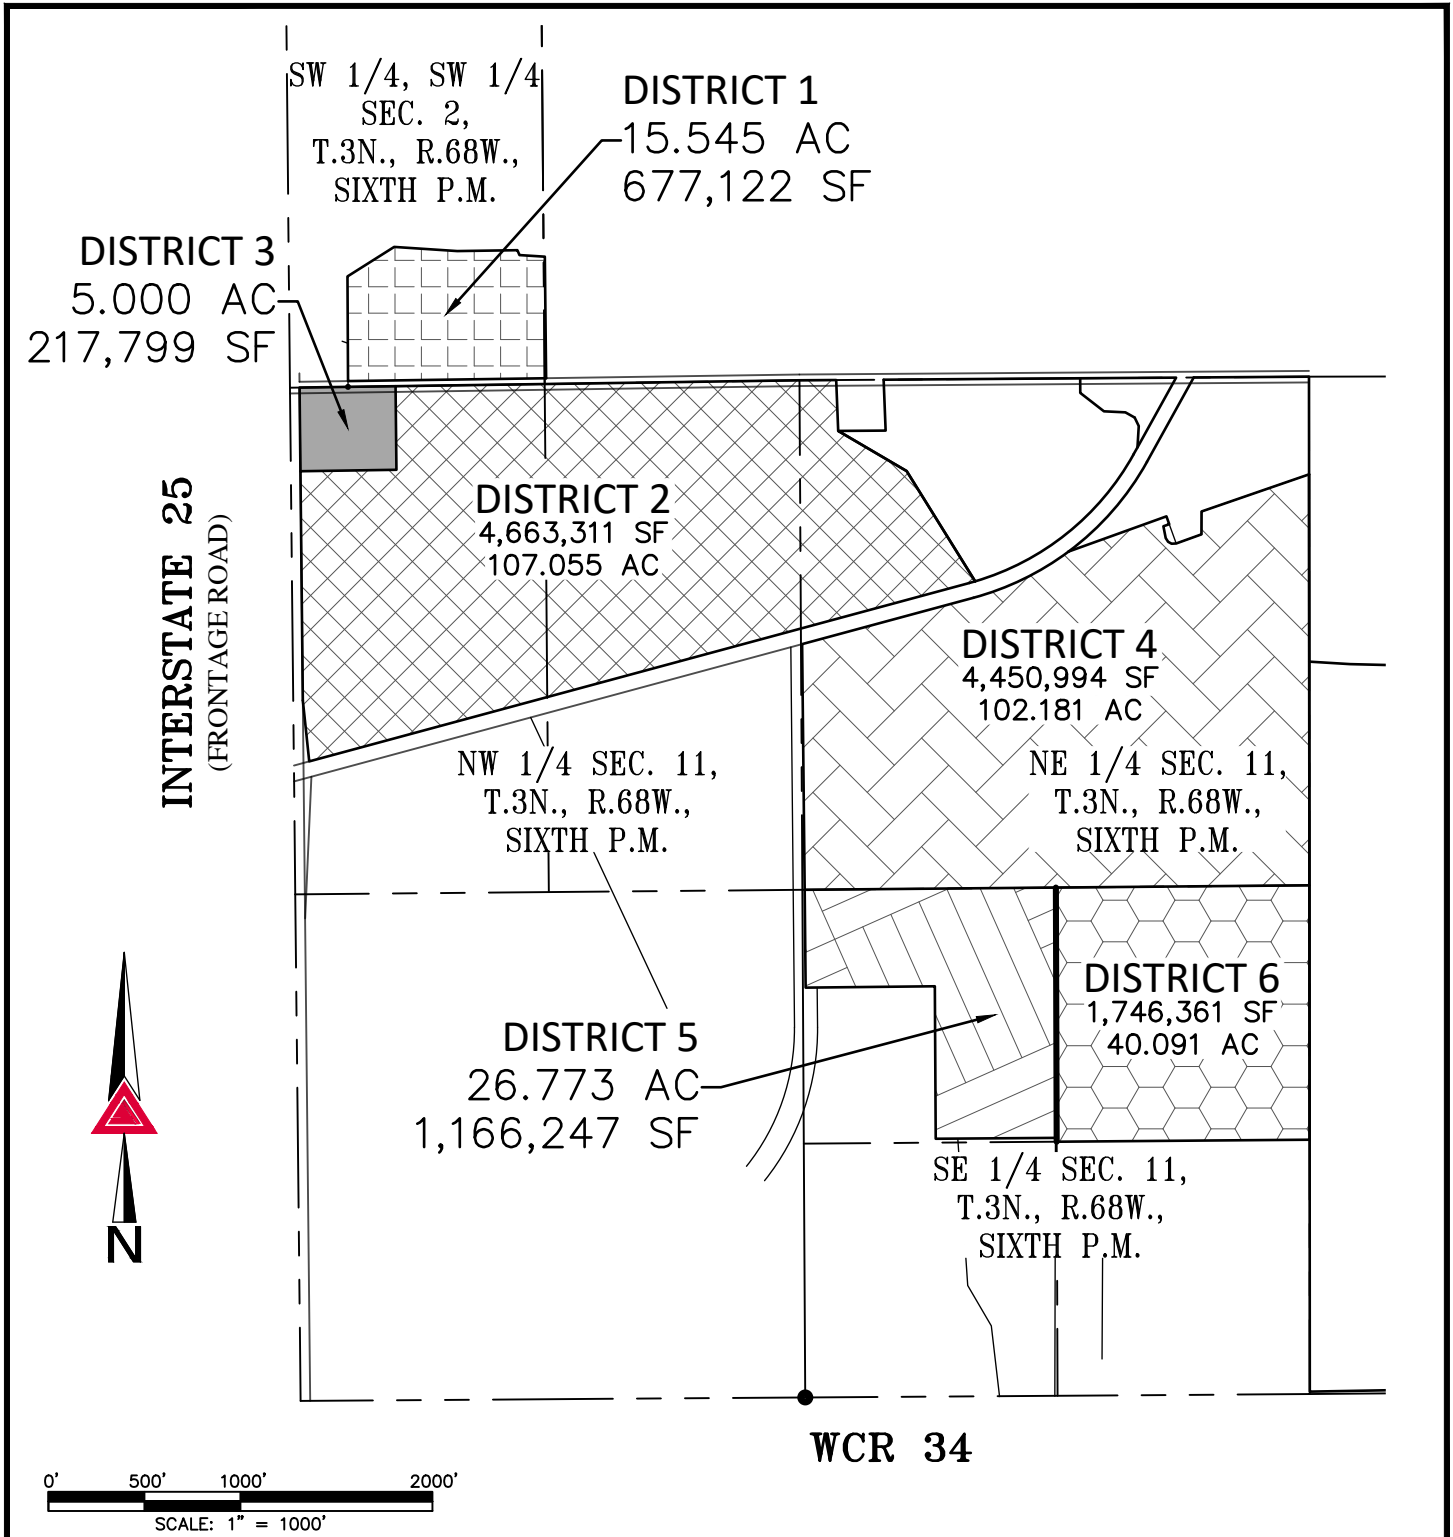 SW 1/4, SW 1/4
SEC. 2,
T.3N., R.68W.,
SIXTH P.M.
DISTRICT 1
15.545 AC
677,122 SF
DISTRICT 3
5.000 AC
217,799 SF
INTERSTATE 25
(FRONTAGE ROAD)
DISTRICT 2
4,663,311 SF
107.055 AC
DISTRICT 4
4,450,994 SF
102.181 AC
NW 1/4 SEC. 11,
T.3N., R.68W.,
SIXTH P.M.
NE 1/4 SEC. 11,
T.3N., R.68W.,
SIXTH P.M.
DISTRICT 5
26.773 AC
1,166,247 SF
DISTRICT 6
1,746,361 SF
40.091 AC
SE 1/4 SEC. 11,
T.3N., R.68W.,
SIXTH P.M.
N
WCR 34
0' 500' 1000' 2000'
SCALE: 1" = 1000'